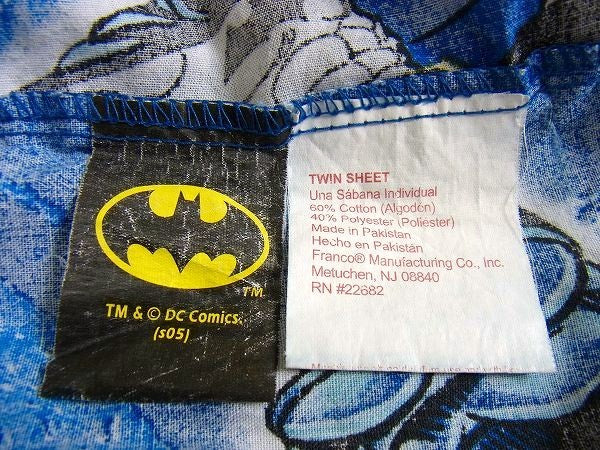 TM
TM & © DC Comics.
(s05)
TWIN SHEET
Una Sábana Individual
60% Cotton (Algodón)
40% Polyester (Poliéster)
Made in Pakistan
Hecho en Pakistán
Franco® Manufacturing Co., Inc.
Metuchen, NJ 08840
RN #22682